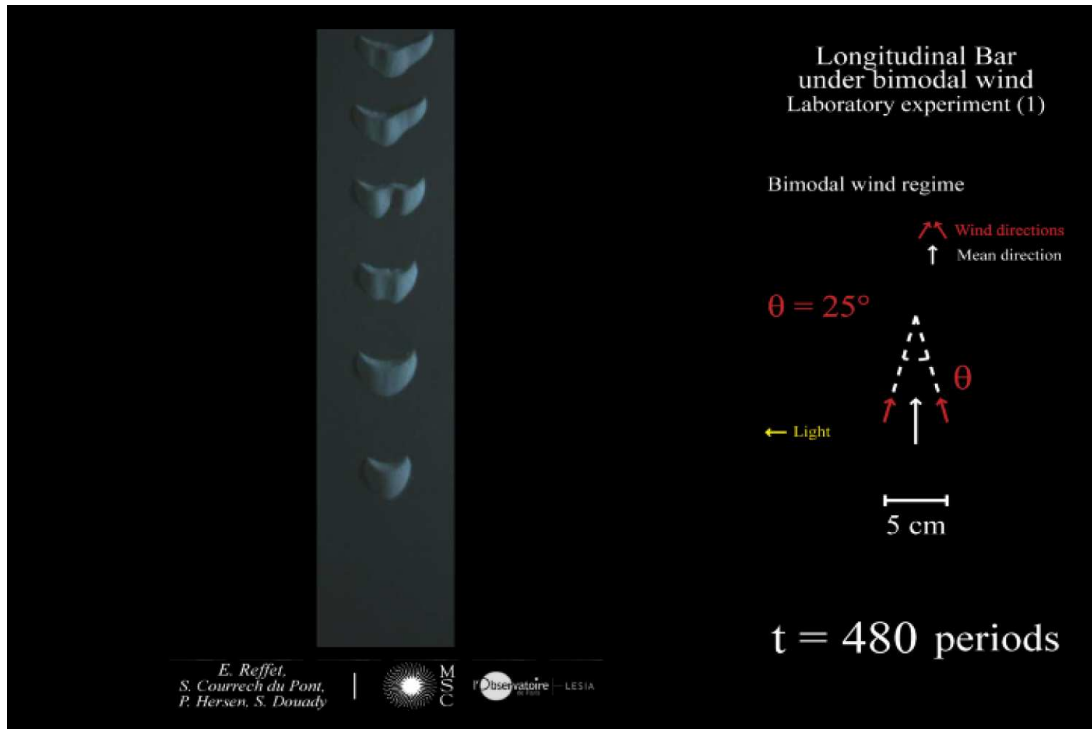 Longitudinal Bar
under bimodal wind
Laboratory experiment (1)
Bimodal wind regime
Wind directions
Mean direction
θ = 25°
θ
Light
5 cm
t = 480 periods
E. Reffet,
S. Courrech du Pont,
P. Hersen, S. Douady
M
S
C
l'Observatoire
LESIA